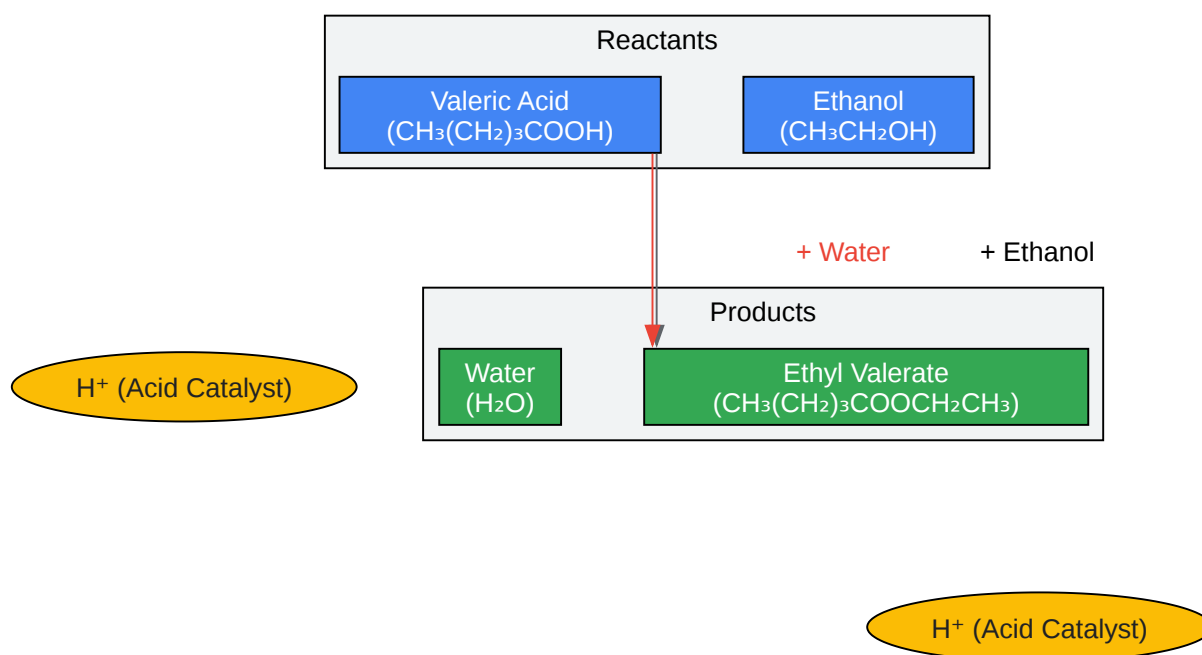 Reactants
Valeric Acid
(CH₃(CH₂)₃COOH)
Ethanol
(CH₃CH₂OH)
+ Water
+ Ethanol
Products
Water
(H₂O)
Ethyl Valerate
(CH₃(CH₂)₃COOCH₂CH₃)
H⁺ (Acid Catalyst)
H⁺ (Acid Catalyst)